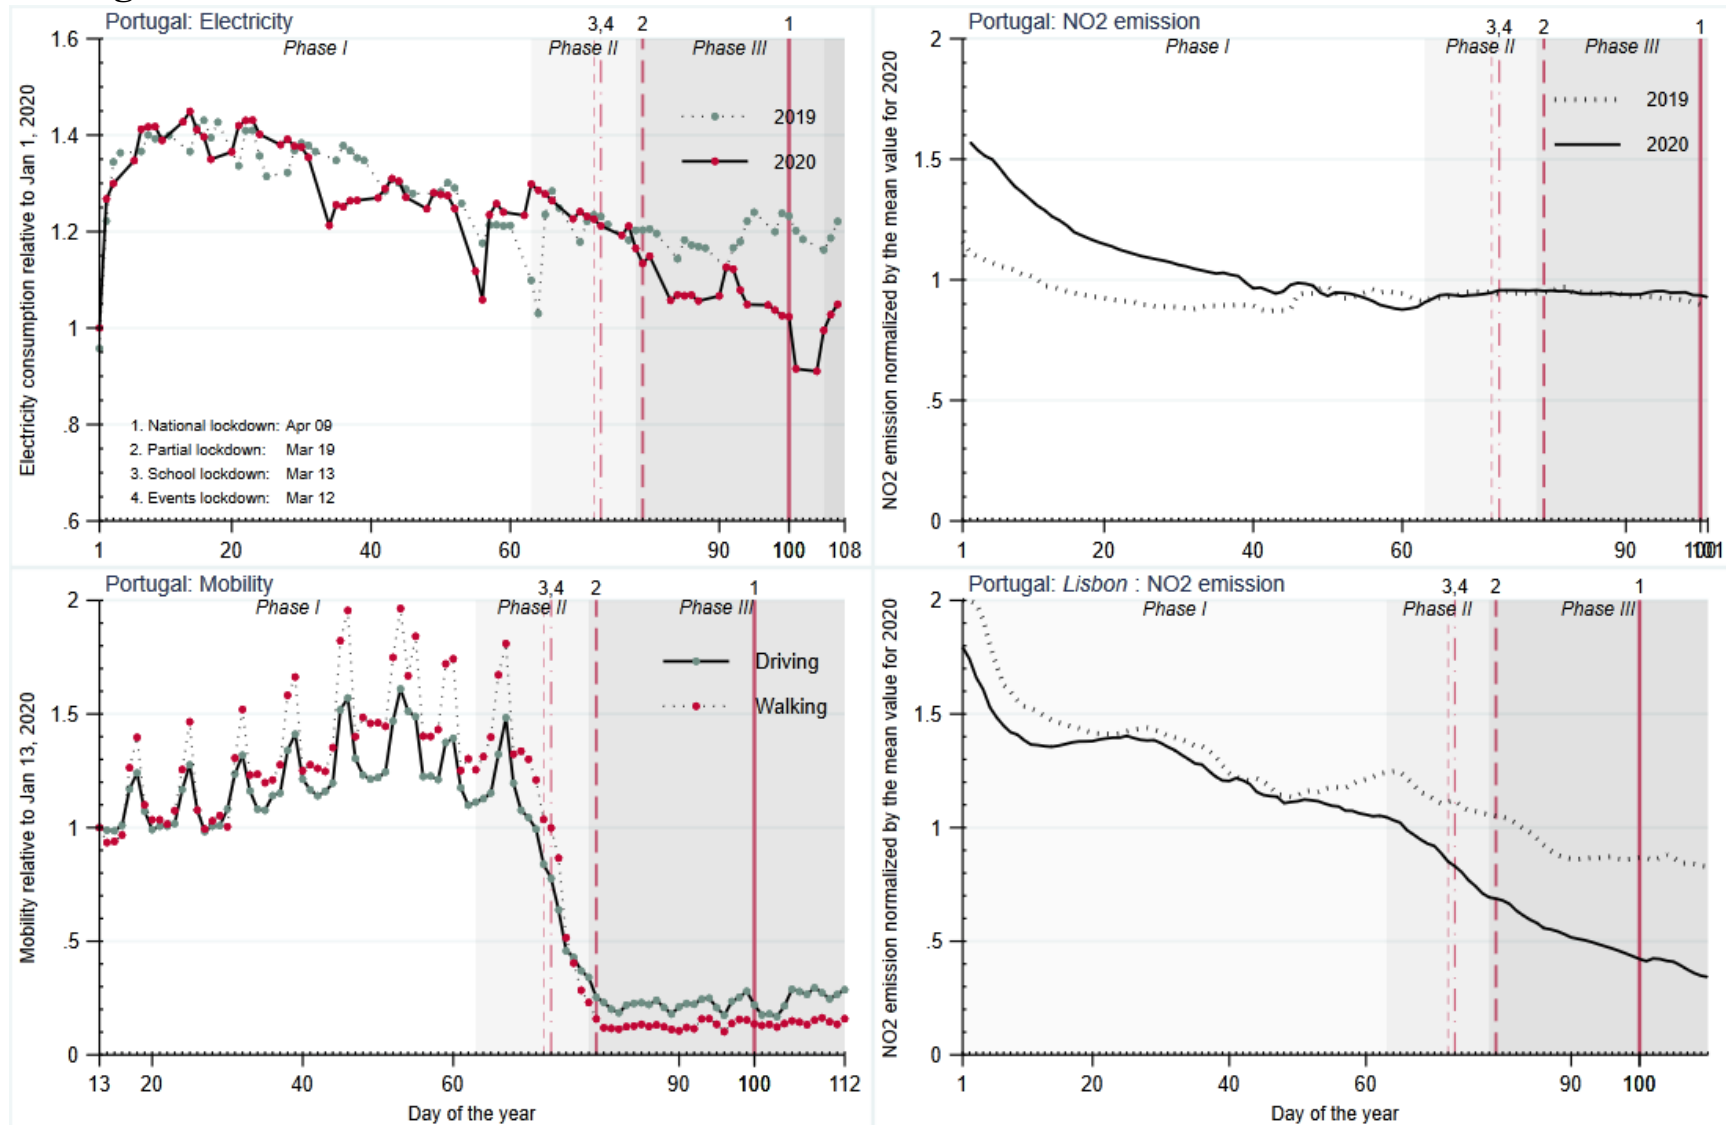 Portugal: Electricity
3,4 2 1
Phase I Phase II Phase III
Electricity consumption relative to Jan 1, 2020
1.6
1.4
1.2
1
.8
.6
2019
2020
1. National lockdown: Apr 09
2. Partial lockdown: Mar 19
3. School lockdown: Mar 13
4. Events lockdown: Mar 12
1 20 40 60 90 100 108
Portugal: NO2 emission
3,4 2 1
Phase I Phase II Phase III
NO2 emission normalized by the mean value for 2020
2
1.5
1
.5
0
2019
2020
1 20 40 60 90 100 101
Portugal: Mobility
3,4 2 1
Phase I Phase II Phase III
Mobility relative to Jan 13, 2020
2
1.5
1
.5
0
Driving
Walking
13 20 40 60 90 100 112
Day of the year
Portugal: Lisbon : NO2 emission
3,4 2 1
Phase I Phase II Phase III
NO2 emission normalized by the mean value for 2020
2
1.5
1
.5
0
1 20 40 60 90 100
Day of the year